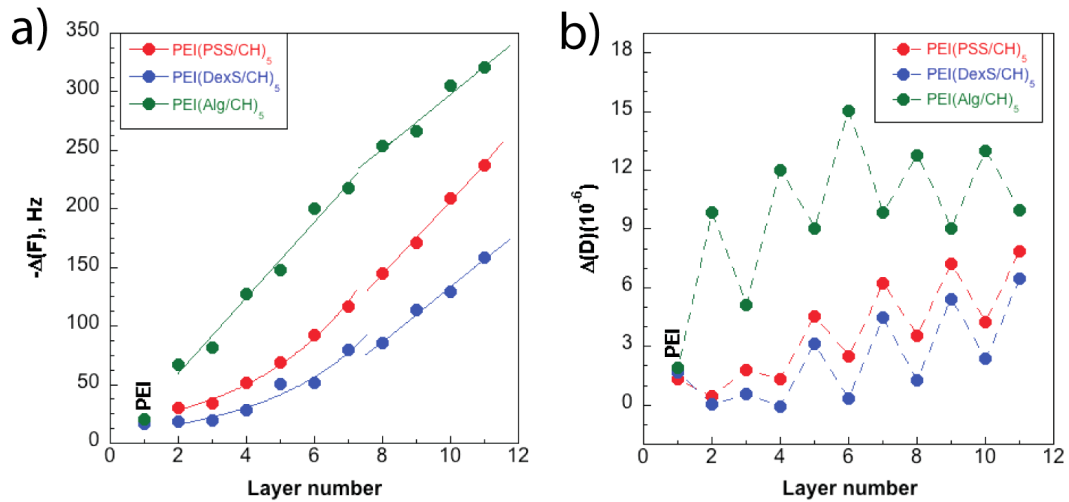 a)
350
300
250
200
150
100
50
0
-Δ(F), Hz
PEI(PSS/CH)5
PEI(DexS/CH)5
PEI(Alg/CH)5
PEI
0 2 4 6 8 10 12
Layer number
b)
18
15
12
9
6
3
0
Δ(D)(10-6)
PEI(PSS/CH)5
PEI(DexS/CH)5
PEI(Alg/CH)5
PEI
0 2 4 6 8 10 12
Layer number